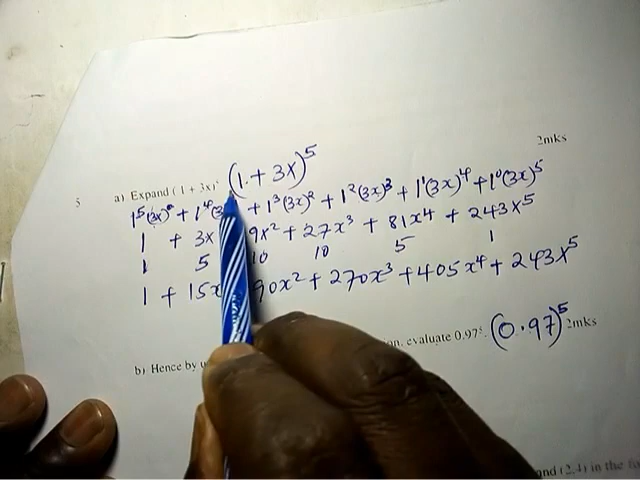 2mks
5 a) Expand (1 + 3x)⁵ (1 + 3x)⁵
1⁵(3x)⁰ + 1⁴(3 + 1³(3x)² + 1²(3x)³ + 1¹(3x)⁴ + 1⁰(3x)⁵
1 + 3x 9x² + 27x³ + 81x⁴ + 243x⁵
1 5 10 10 5 1
1 + 15x 90x² + 270x³ + 405x⁴ + 243x⁵
b) Hence by on, evaluate 0.97⁵. (0.97)⁵ 2mks
and (2,4) in the